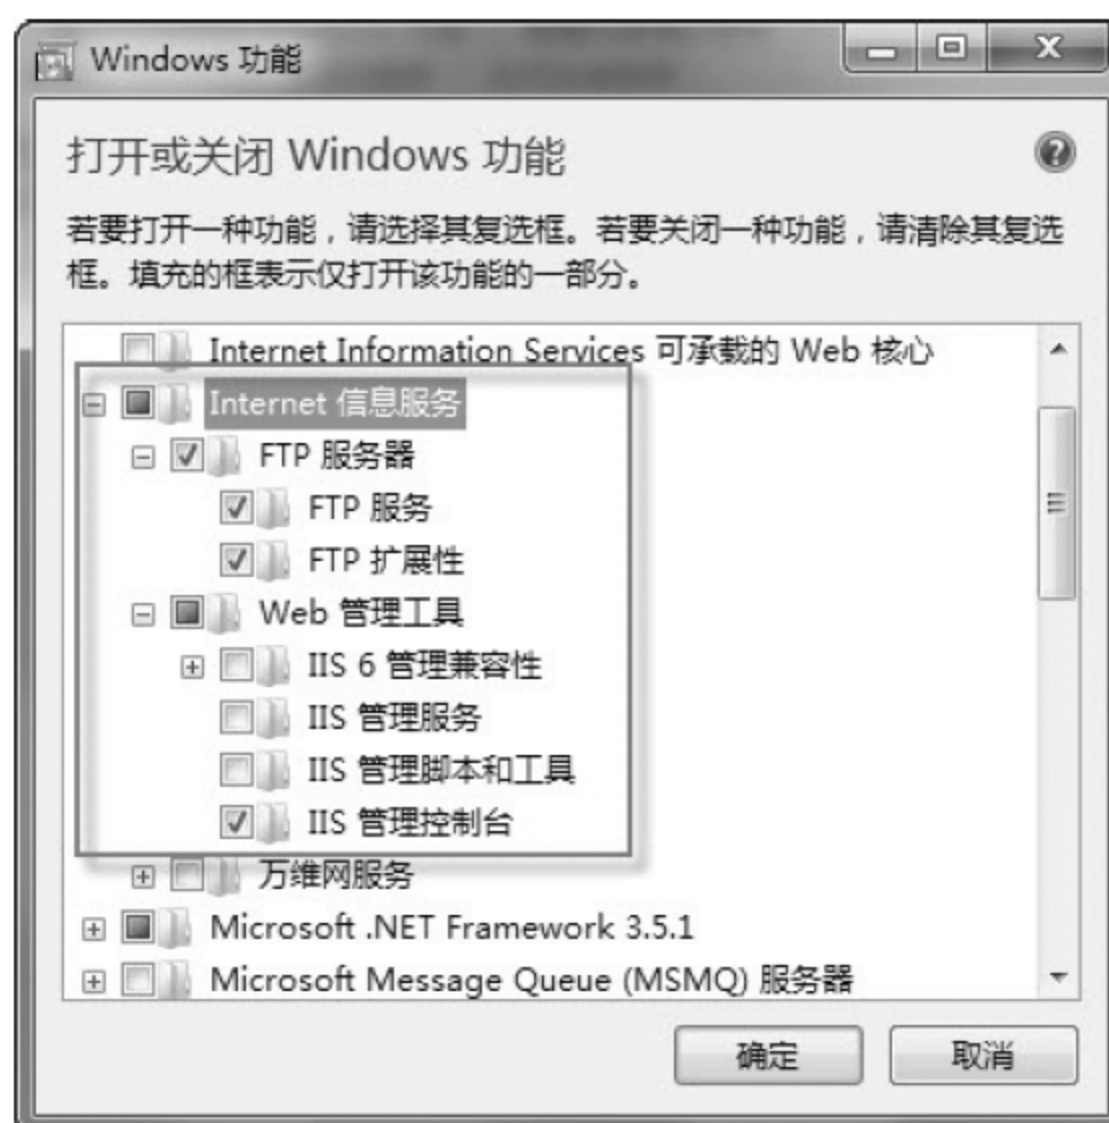 Windows 功能
打开或关闭 Windows 功能
若要打开一种功能，请选择其复选框。若要关闭一种功能，请清除其复选
框。填充的框表示仅打开该功能的一部分。
Internet Information Services 可承载的 Web 核心
Internet 信息服务
FTP 服务器
FTP 服务
FTP 扩展性
Web 管理工具
IIS 6 管理兼容性
IIS 管理服务
IIS 管理脚本和工具
IIS 管理控制台
万维网服务
Microsoft .NET Framework 3.5.1
Microsoft Message Queue (MSMQ) 服务器
确定
取消